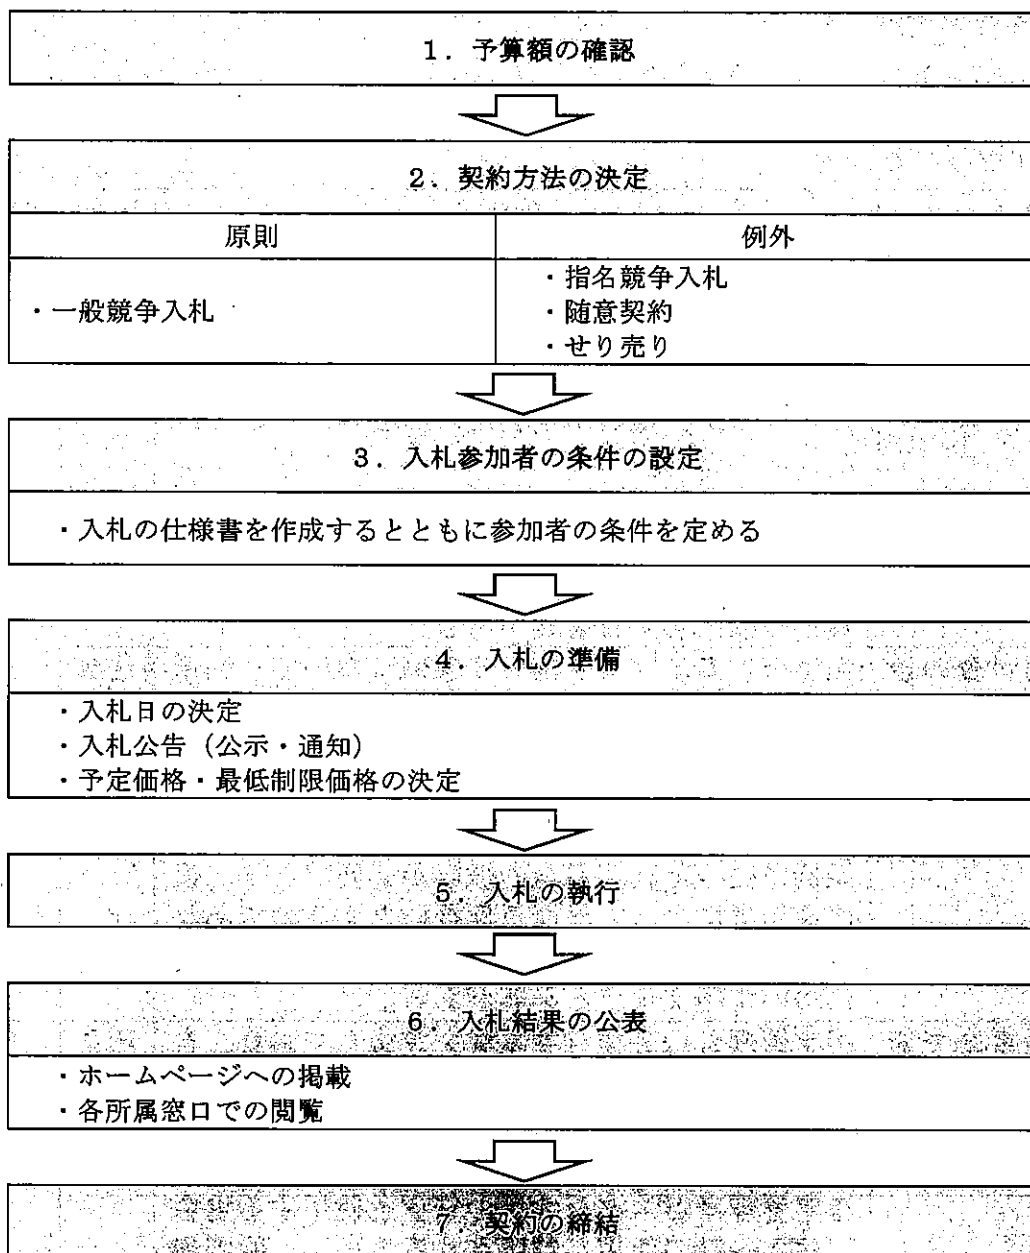 1．予算額の確認
2．契約方法の決定
原則
例外
・一般競争入札
・指名競争入札
・随意契約
・せり売り
3．入札参加者の条件の設定
・入札の仕様書を作成するとともに参加者の条件を定める
4．入札の準備
・入札日の決定
・入札公告（公示・通知）
・予定価格・最低制限価格の決定
5．入札の執行
6．入札結果の公表
・ホームページへの掲載
・各所属窓口での閲覧
7．契約の締結